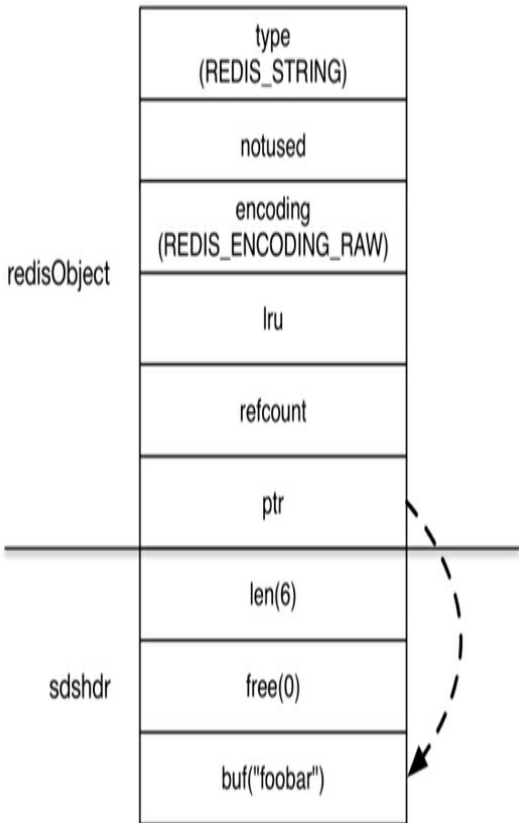 type
(REDIS_STRING)
notused
encoding
(REDIS_ENCODING_RAW)
redisObject
lru
refcount
ptr
len(6)
sdshdr
free(0)
buf("foobar")